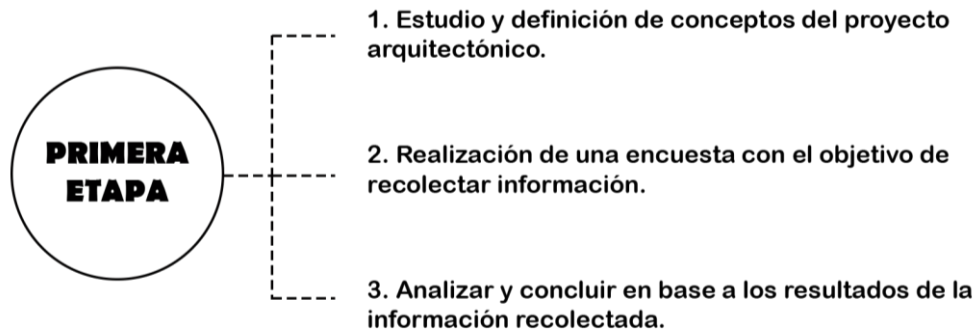 1. Estudio y definición de conceptos del proyecto
arquitectónico.
PRIMERA
ETAPA
2. Realización de una encuesta con el objetivo de
recolectar información.
3. Analizar y concluir en base a los resultados de la
información recolectada.